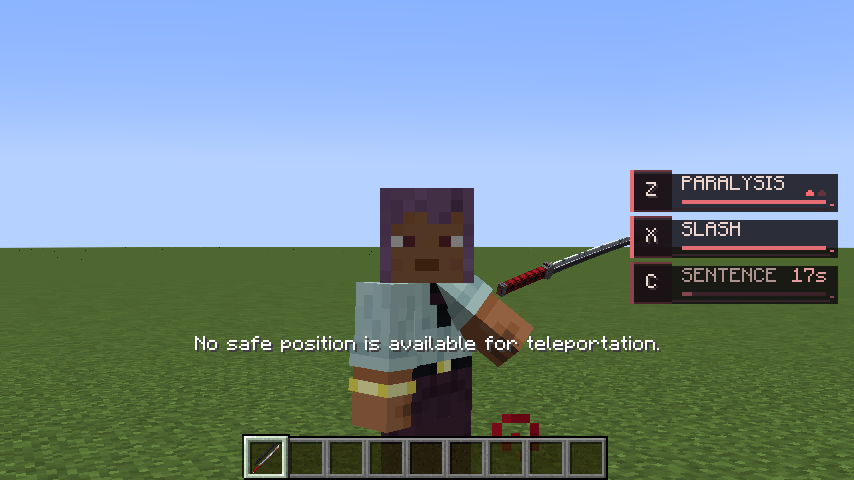 Z PARALYSIS
X SLASH
C SENTENCE 17s
No safe position is available for teleportation.